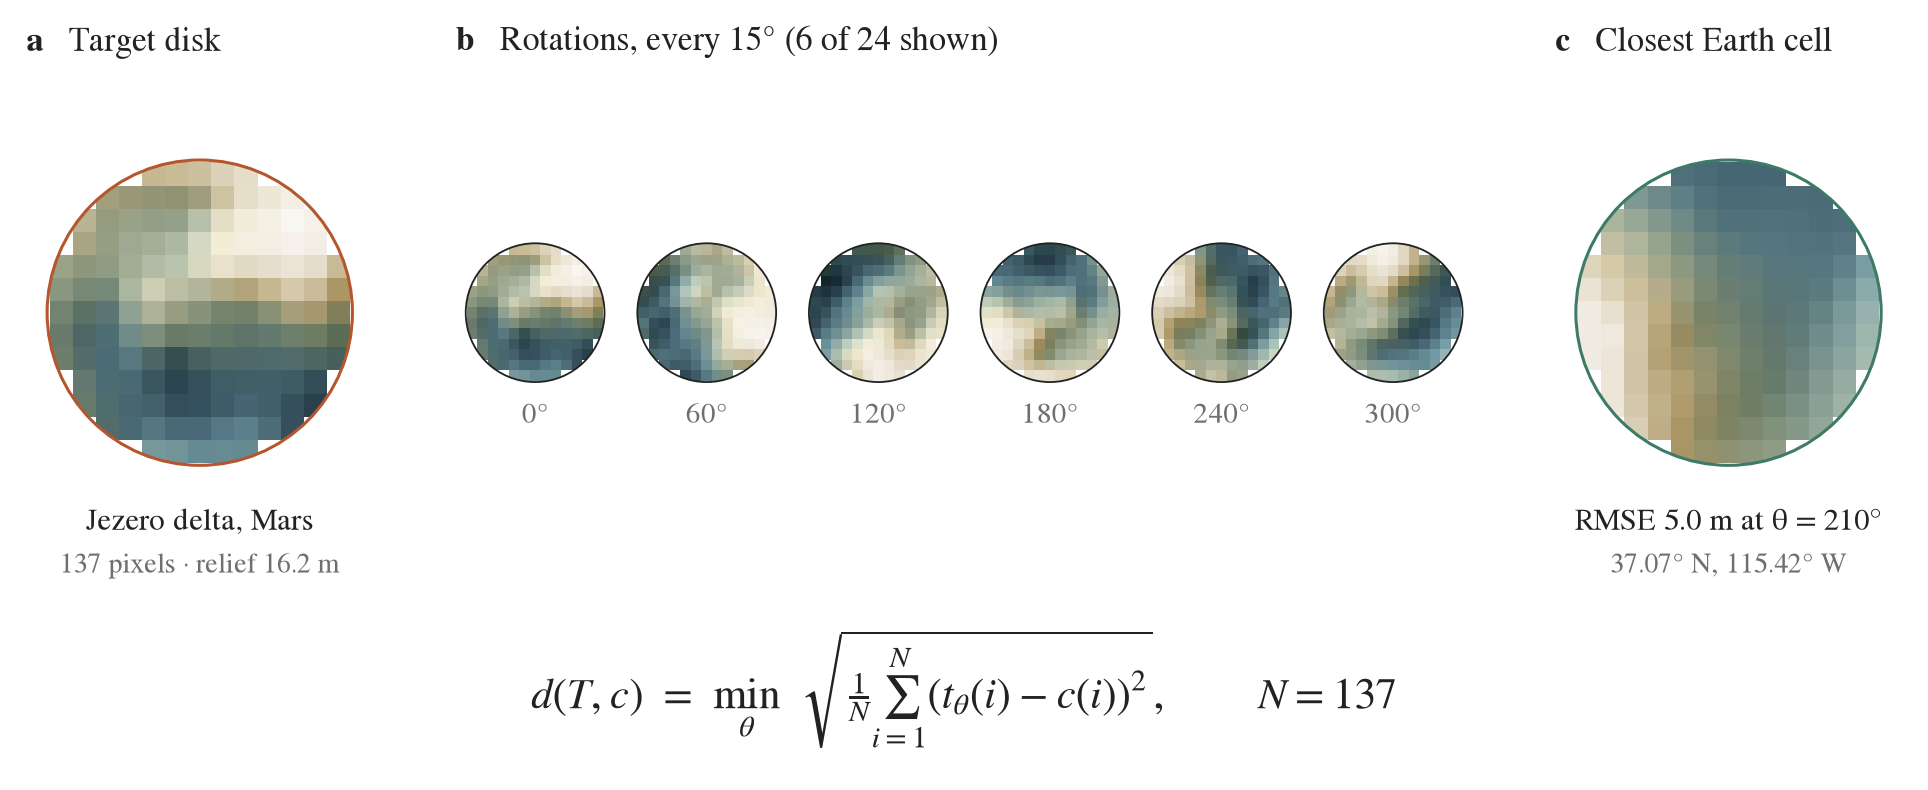 a Target disk
b Rotations, every 15° (6 of 24 shown)
c Closest Earth cell
0° 60° 120° 180° 240° 300°
Jezero delta, Mars
137 pixels · relief 16.2 m
RMSE 5.0 m at θ = 210°
37.07° N, 115.42° W
d(T, c) = min_θ √(1/N ∑_{i=1}^{N} (t_θ(i) − c(i))²), N = 137